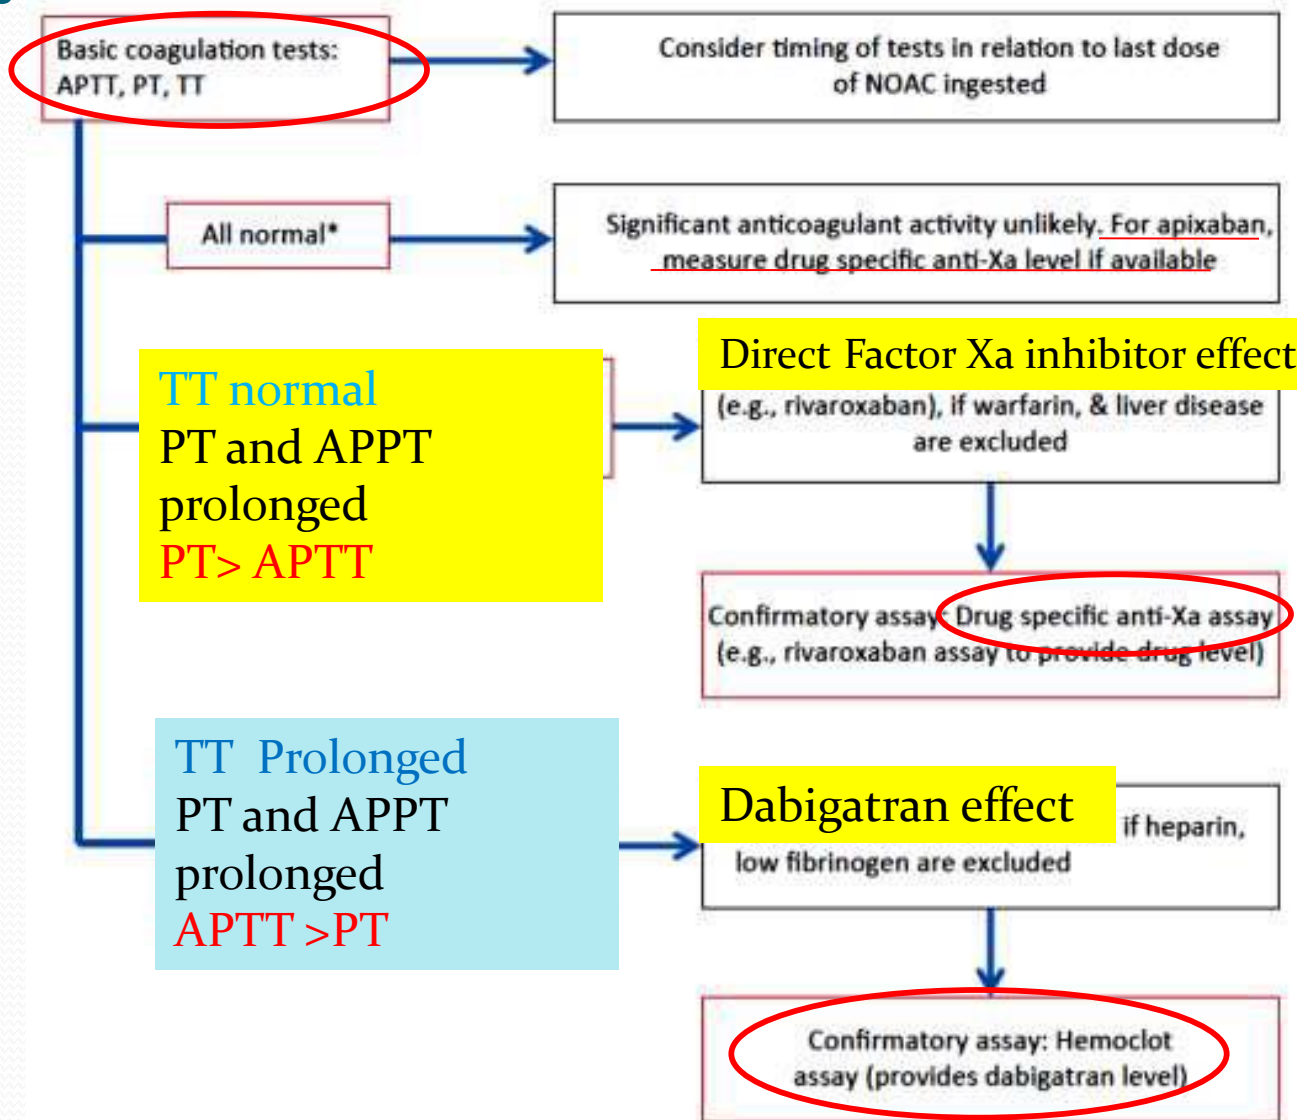 Basic coagulation tests:
APTT, PT, TT
Consider timing of tests in relation to last dose
of NOAC ingested
All normal*
Significant anticoagulant activity unlikely. For apixaban,
measure drug specific anti-Xa level if available
TT normal
PT and APPT
prolonged
PT> APTT
Direct Factor Xa inhibitor effect
(e.g., rivaroxaban), if warfarin, & liver disease
are excluded
Confirmatory assay: Drug specific anti-Xa assay
(e.g., rivaroxaban assay to provide drug level)
TT Prolonged
PT and APPT
prolonged
APTT >PT
Dabigatran effect
if heparin,
low fibrinogen are excluded
Confirmatory assay: Hemoclot
assay (provides dabigatran level)